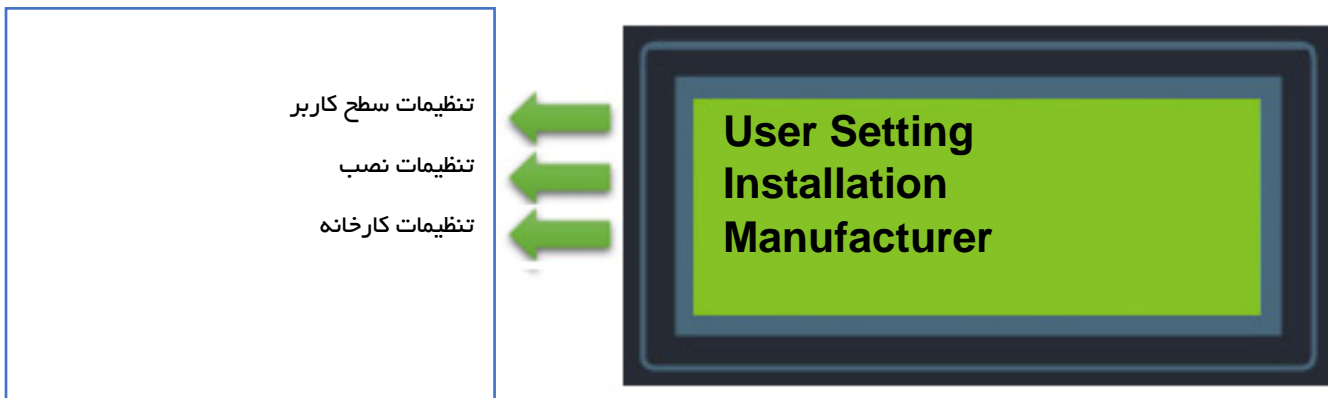 تنظیمات سطح کاربر
تنظیمات نصب
تنظیمات کارخانه
User Setting
Installation
Manufacturer